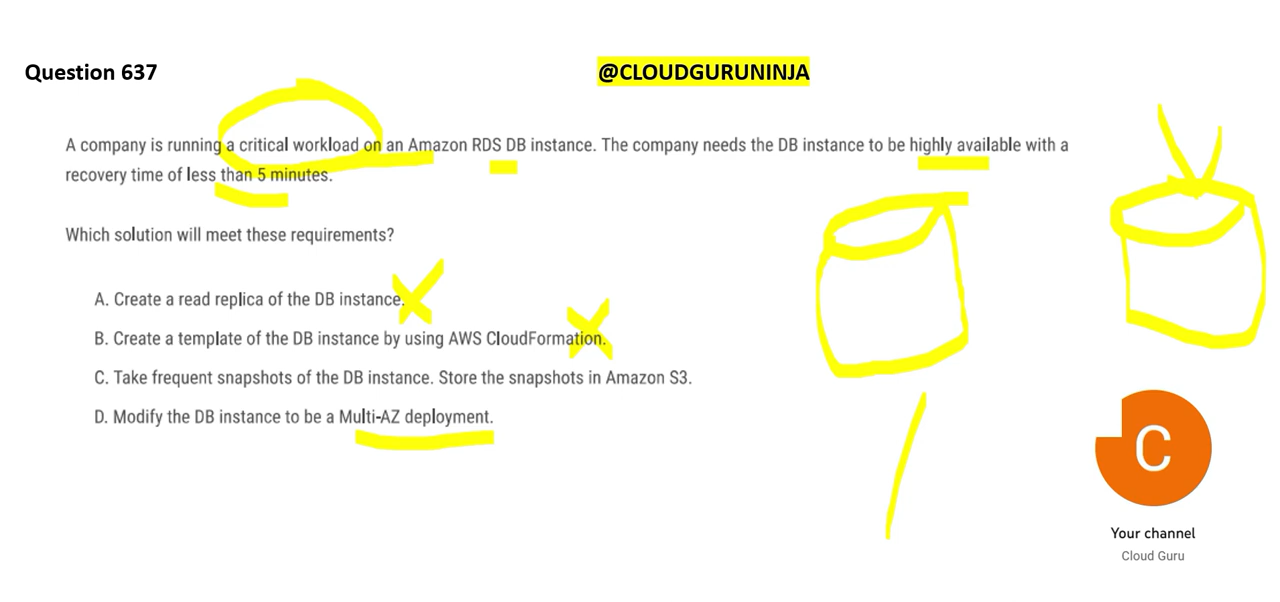 Question 637
@CLOUDGURUNINJA
A company is running a critical workload on an Amazon RDS DB instance. The company needs the DB instance to be highly available with a
recovery time of less than 5 minutes.
Which solution will meet these requirements?
A. Create a read replica of the DB instance.
B. Create a template of the DB instance by using AWS CloudFormation.
C. Take frequent snapshots of the DB instance. Store the snapshots in Amazon S3.
D. Modify the DB instance to be a Multi-AZ deployment.
C
Your channel
Cloud Guru